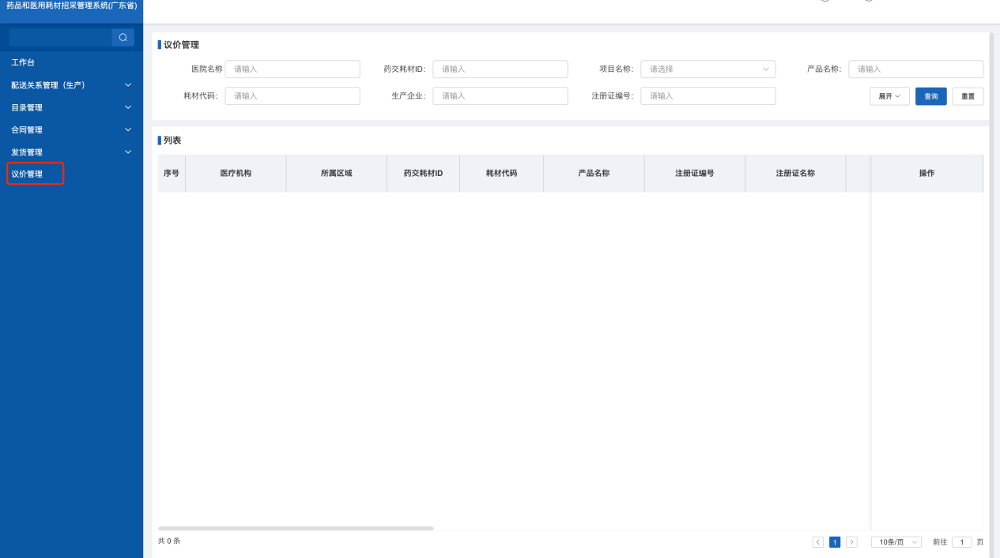 药品和医用耗材招采管理系统(广东省)
工作台
配送关系管理（生产）
目录管理
合同管理
发货管理
议价管理
议价管理
医院名称 请输入 药交耗材ID: 请输入 项目名称: 请选择 产品名称: 请输入
耗材代码: 请输入 生产企业: 请输入 注册证编号: 请输入 展开 查询 重置
列表
序号 医疗机构 所属区域 药交耗材ID 耗材代码 产品名称 注册证编号 注册证名称 操作
共 0 条 1 10条/页 前往 1 页